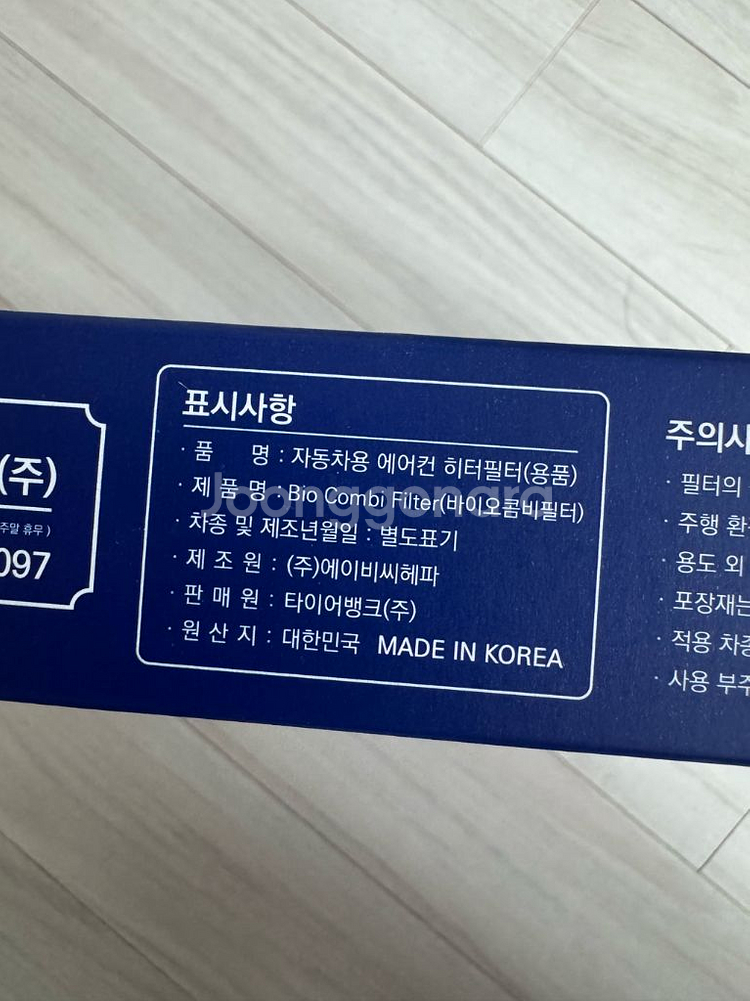 (주)
주말 휴무 )
097
표시사항
· 품 명 : 자동차용 에어컨 히터필터(용품)
· 제 품 명 : Bio Combi Filter(바이오콤비필터)
· 차종 및 제조년월일 : 별도표기
· 제 조 원 : (주)에이비씨헤파
· 판 매 원 : 타이어뱅크(주)
· 원 산 지 : 대한민국 MADE IN KOREA
주의사
· 필터의
· 주행 환
· 용도 외
· 포장재는
· 적용 차종
· 사용 부주
Joonggonara